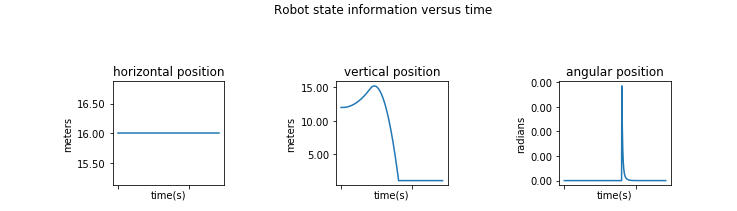 Robot state information versus time
horizontal position
16.50
16.00
15.50
meters
time(s)
vertical position
15.00
10.00
5.00
meters
time(s)
angular position
0.00
0.00
0.00
0.00
0.00
radians
time(s)